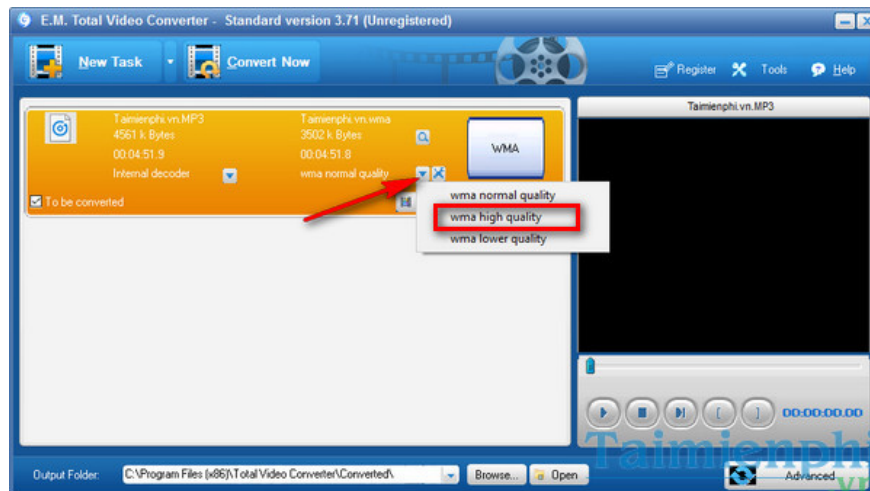 E.M. Total Video Converter - Standard version 3.71 (Unregistered)
New Task
Convert Now
Register
Tools
Help
Taimienphi.vn.MP3
Taimienphi.vn.wma
4561 k Bytes
3502 k Bytes
00:04:51.9
00:04:51.8
Internal decoder
wma normal quality
WMA
To be converted
wma normal quality
wma high quality
wma lower quality
Taimienphi.vn.MP3
[
]
00:00:00.00
Output Folder:
C:\Program Files (x86)\Total Video Converter\Converted\
Browse...
Open
Advanced
Taimienphi
vn